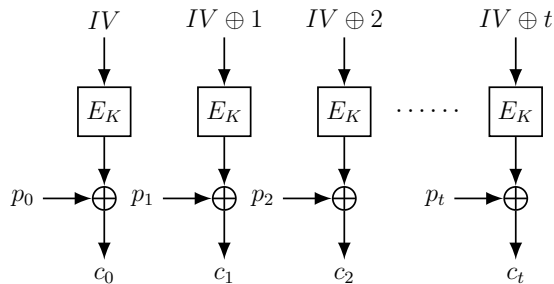 IV IV ⊕ 1 IV ⊕ 2 IV ⊕ t
E_K E_K E_K ...... E_K
p_0 p_1 p_2 p_t
c_0 c_1 c_2 c_t